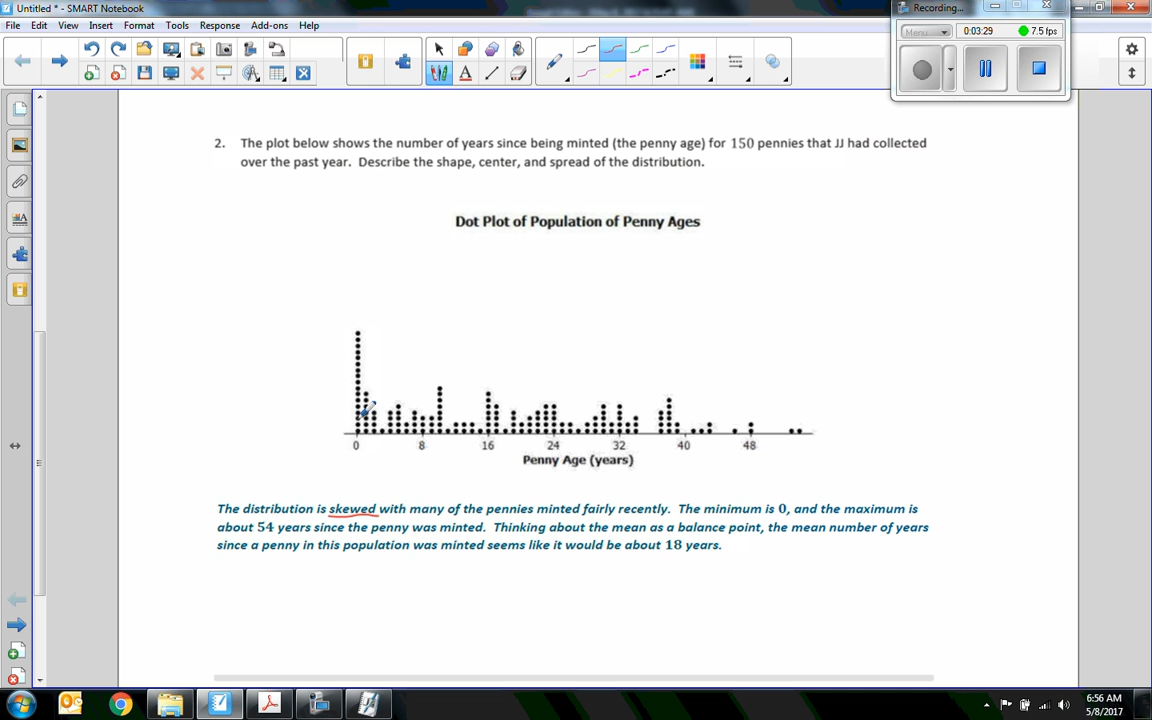 Untitled * - SMART Notebook
File Edit View Insert Format Tools Response Add-ons Help
Recording...
Menu 0:03:29 7.5 fps
2. The plot below shows the number of years since being minted (the penny age) for 150 pennies that JJ had collected
over the past year. Describe the shape, center, and spread of the distribution.
Dot Plot of Population of Penny Ages
0 8 16 24 32 40 48
Penny Age (years)
The distribution is skewed with many of the pennies minted fairly recently. The minimum is 0, and the maximum is
about 54 years since the penny was minted. Thinking about the mean as a balance point, the mean number of years
since a penny in this population was minted seems like it would be about 18 years.
6:56 AM
5/8/2017